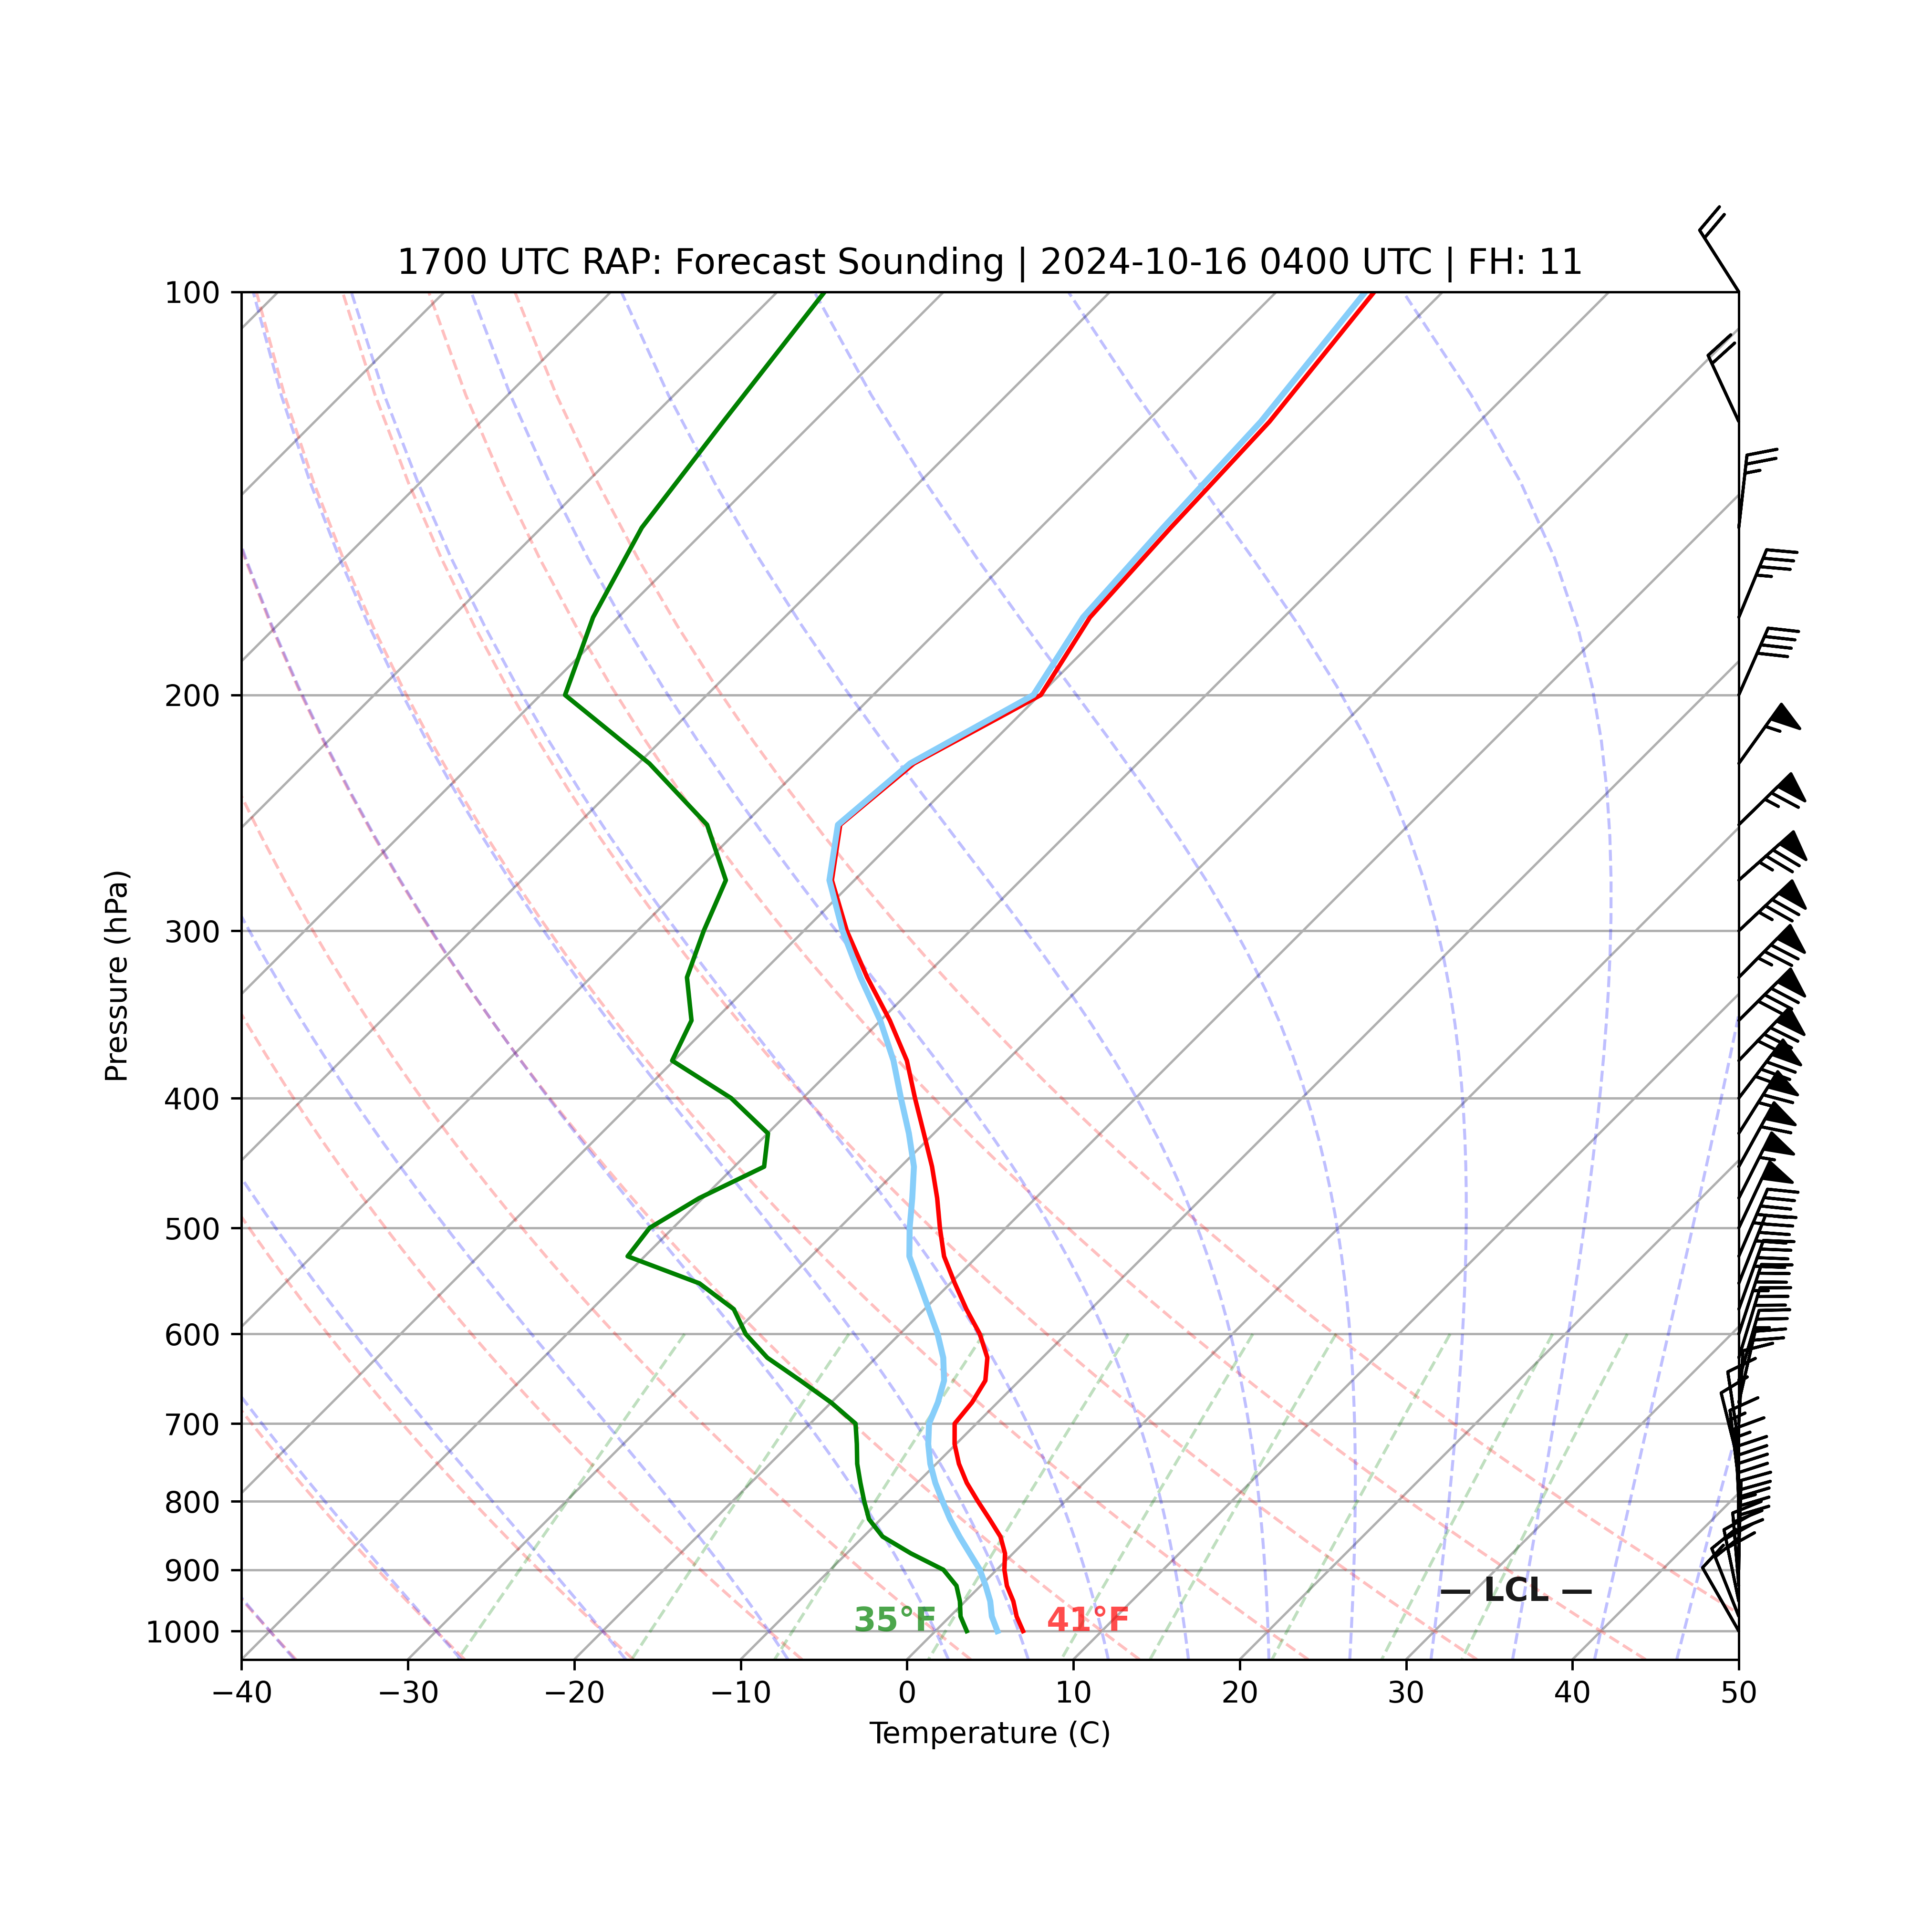 1700 UTC RAP: Forecast Sounding | 2024-10-16 0400 UTC | FH: 11
100
200
300
400
500
600
700
800
900
1000
Pressure (hPa)
— LCL —
35°F
41°F
−40 −30 −20 −10 0 10 20 30 40 50
Temperature (C)